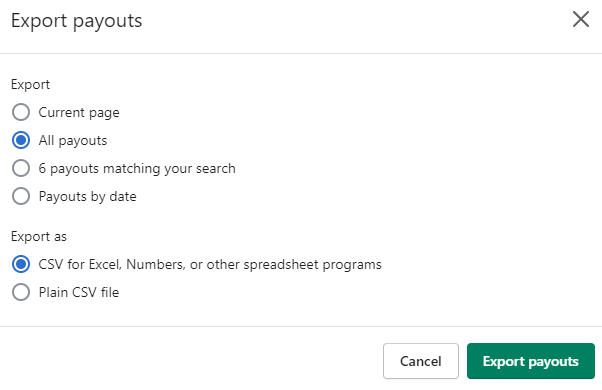 Export payouts
Export
Current page
All payouts
6 payouts matching your search
Payouts by date
Export as
CSV for Excel, Numbers, or other spreadsheet programs
Plain CSV file
Cancel
Export payouts